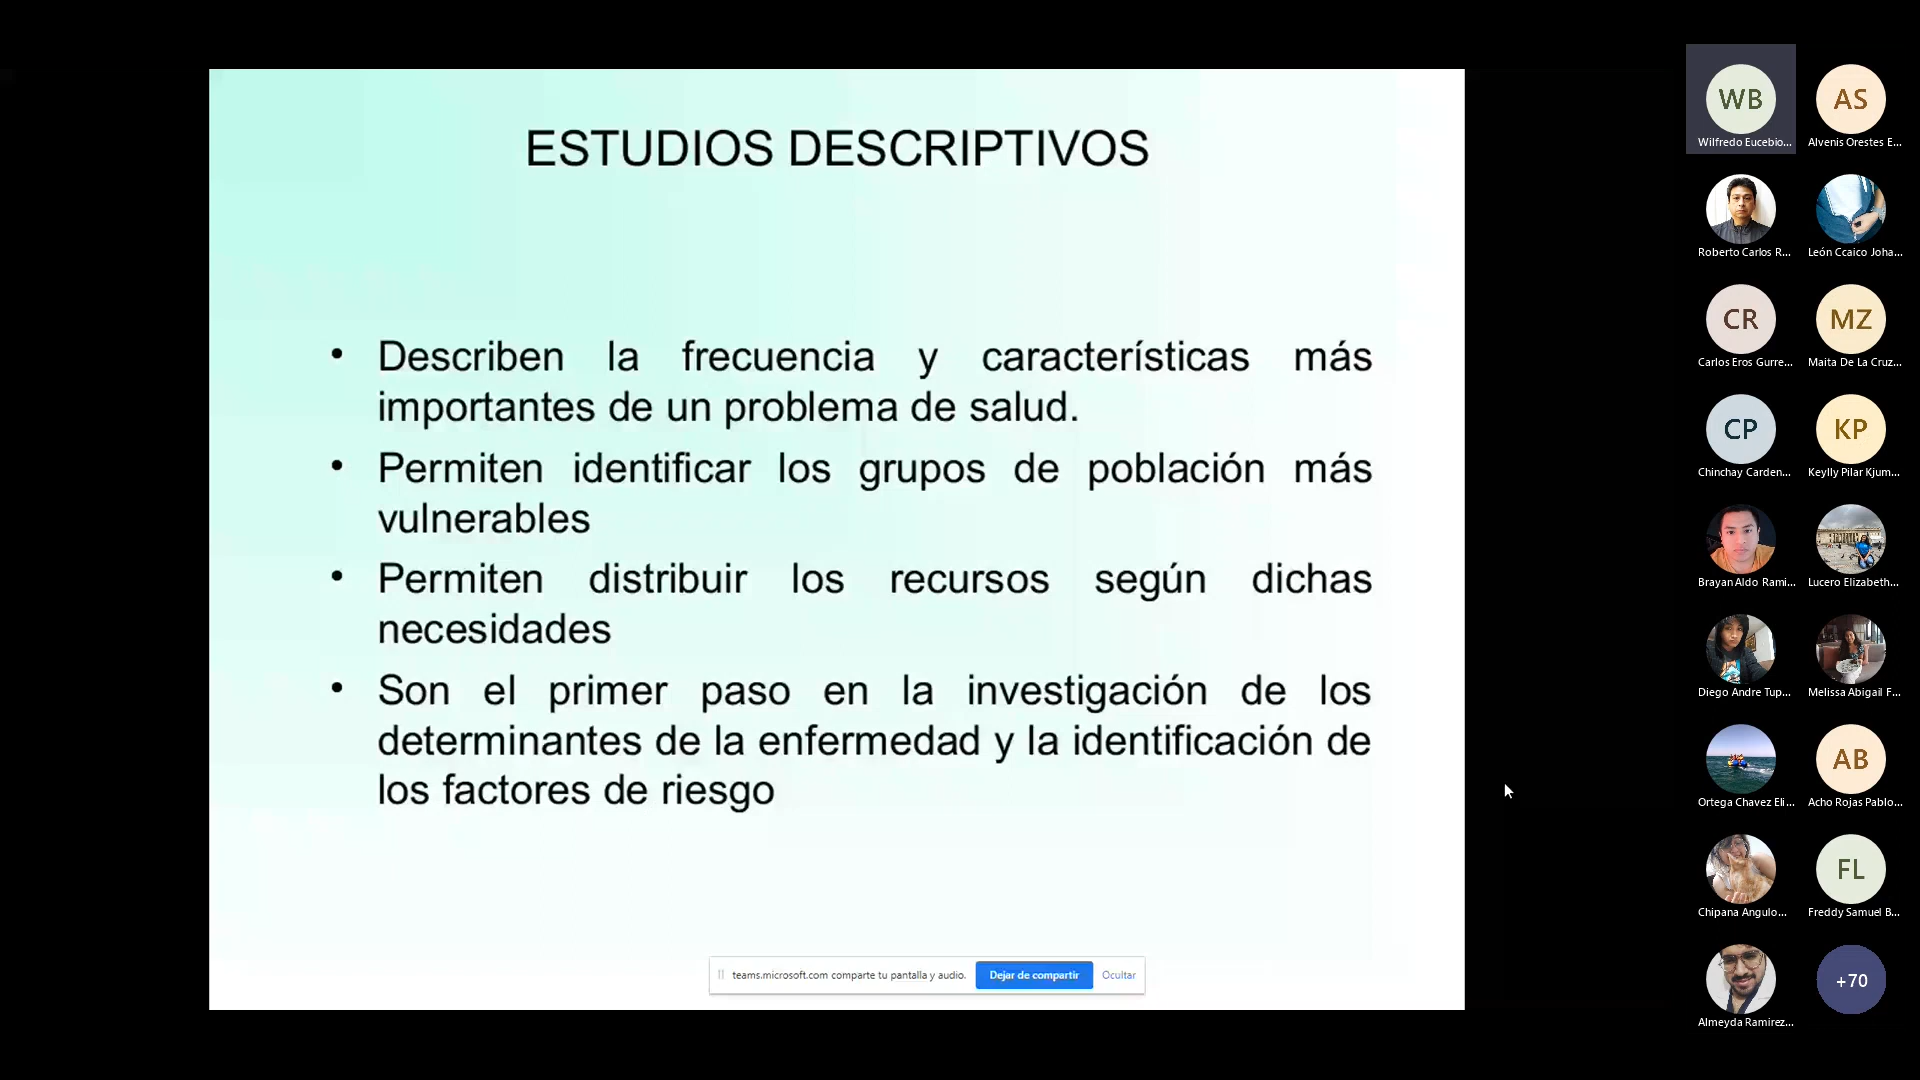 ESTUDIOS DESCRIPTIVOS
• Describen la frecuencia y características más
importantes de un problema de salud.
• Permiten identificar los grupos de población más
vulnerables
• Permiten distribuir los recursos según dichas
necesidades
• Son el primer paso en la investigación de los
determinantes de la enfermedad y la identificación de
los factores de riesgo
teams.microsoft.com comparte tu pantalla y audio. Dejar de compartir Ocultar
WB AS
Wilfredo Eucebio... Alvenis Orestes E...
Roberto Carlos R... León Ccaico Joha...
CR MZ
Carlos Eros Gurre... Maita De La Cruz...
CP KP
Chinchay Carden... Keylly Pilar Kjum...
Brayan Aldo Rami... Lucero Elizabeth...
Diego Andre Tup... Melissa Abigail F...
AB
Ortega Chavez Eli... Acho Rojas Pablo...
FL
Chipana Angulo... Freddy Samuel B...
+70
Almeyda Ramirez...